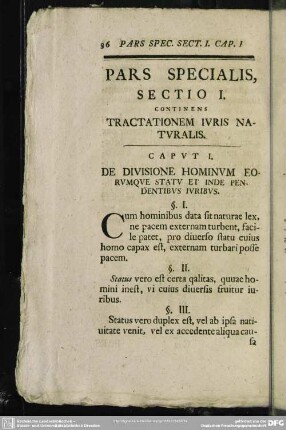 96 PARS SPEC. SECT. I. CAP. I
PARS SPECIALIS,
SECTIO I.
CONTINENS
TRACTATIONEM IVRIS NA-
TVRALIS.
CAPVT I.
DE DIVISIONE HOMINVM EO-
RVMQVE STATV ET INDE PEN-
DENTIBVS IVRIBVS.
§. I.
Cum hominibus data sit naturae lex,
ne pacem externam turbent, faci-
le patet, pro diuerso statu euius
homo capax est, externam turbari posse
pacem.
§. II.
Status vero est certa qalitas, quuae ho-
mini inest, vi cuius diuersis fruitur iu-
ribus.
§. III.
Status vero duplex est, vel ab ipsa nati-
uitate venit, vel ex accedente aliqua cau-
sa